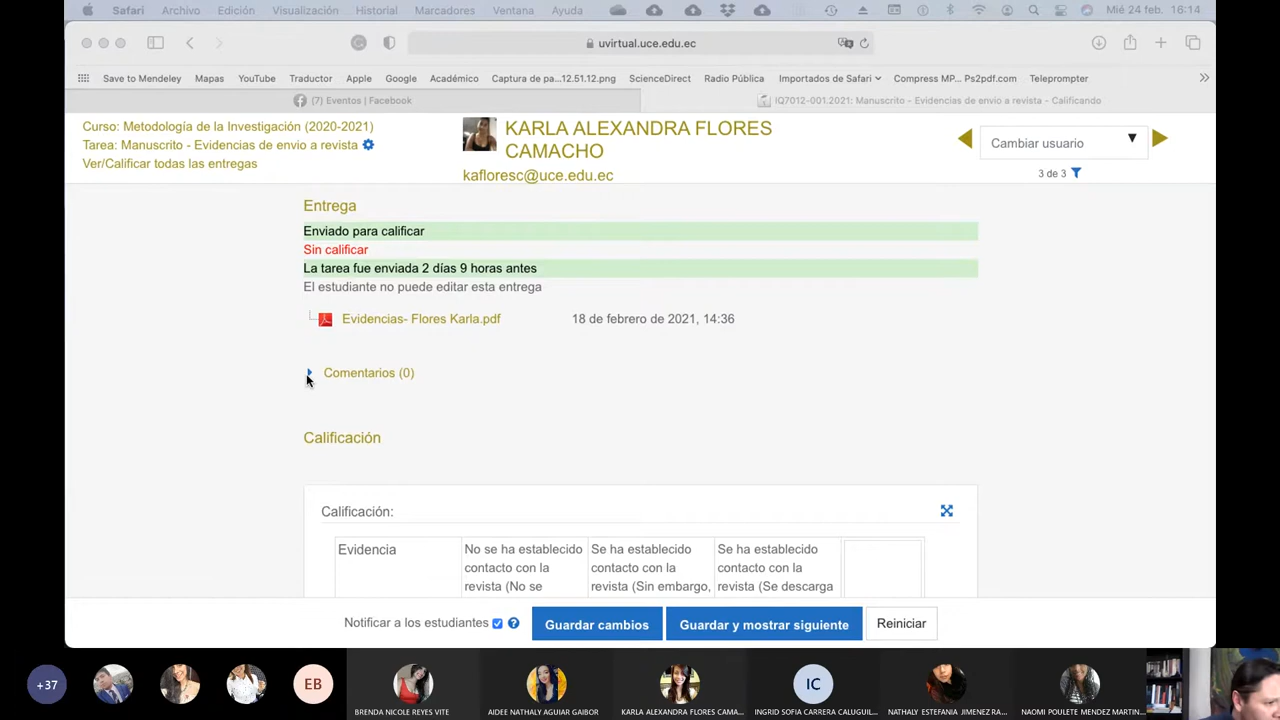 Safari Archivo Edición Visualización Historial Marcadores Ventana Ayuda Mié 24 feb. 16:14
uvirtual.uce.edu.ec
Save to Mendeley Mapas YouTube Traductor Apple Google Académico Captura de pa...12.51.12.png ScienceDirect Radio Pública Importados de Safari Compress MP... Ps2pdf.com Teleprompter
(7) Eventos | Facebook IQ7012-001.2021: Manuscrito - Evidencias de envio a revista - Calificando
Curso: Metodología de la Investigación (2020-2021)
Tarea: Manuscrito - Evidencias de envio a revista
Ver/Calificar todas las entregas
KARLA ALEXANDRA FLORES
CAMACHO
kafloresc@uce.edu.ec
Cambiar usuario
3 de 3
Entrega
Enviado para calificar
Sin calificar
La tarea fue enviada 2 días 9 horas antes
El estudiante no puede editar esta entrega
Evidencias- Flores Karla.pdf 18 de febrero de 2021, 14:36
Comentarios (0)
Calificación
Calificación:
Evidencia
No se ha establecido
contacto con la
revista (No se
Se ha establecido
contacto con la
revista (Sin embargo,
Se ha establecido
contacto con la
revista (Se descarga
Notificar a los estudiantes ? Guardar cambios Guardar y mostrar siguiente Reiniciar
+37 EB IC
BRENDA NICOLE REYES VITE AIDEE NATHALY AGUIAR GAIBOR KARLA ALEXANDRA FLORES CAMA... INGRID SOFIA CARRERA CALUGUIL... NATHALY ESTEFANIA JIMENEZ RA... NAOMI POULETE MENDEZ MARTIN...